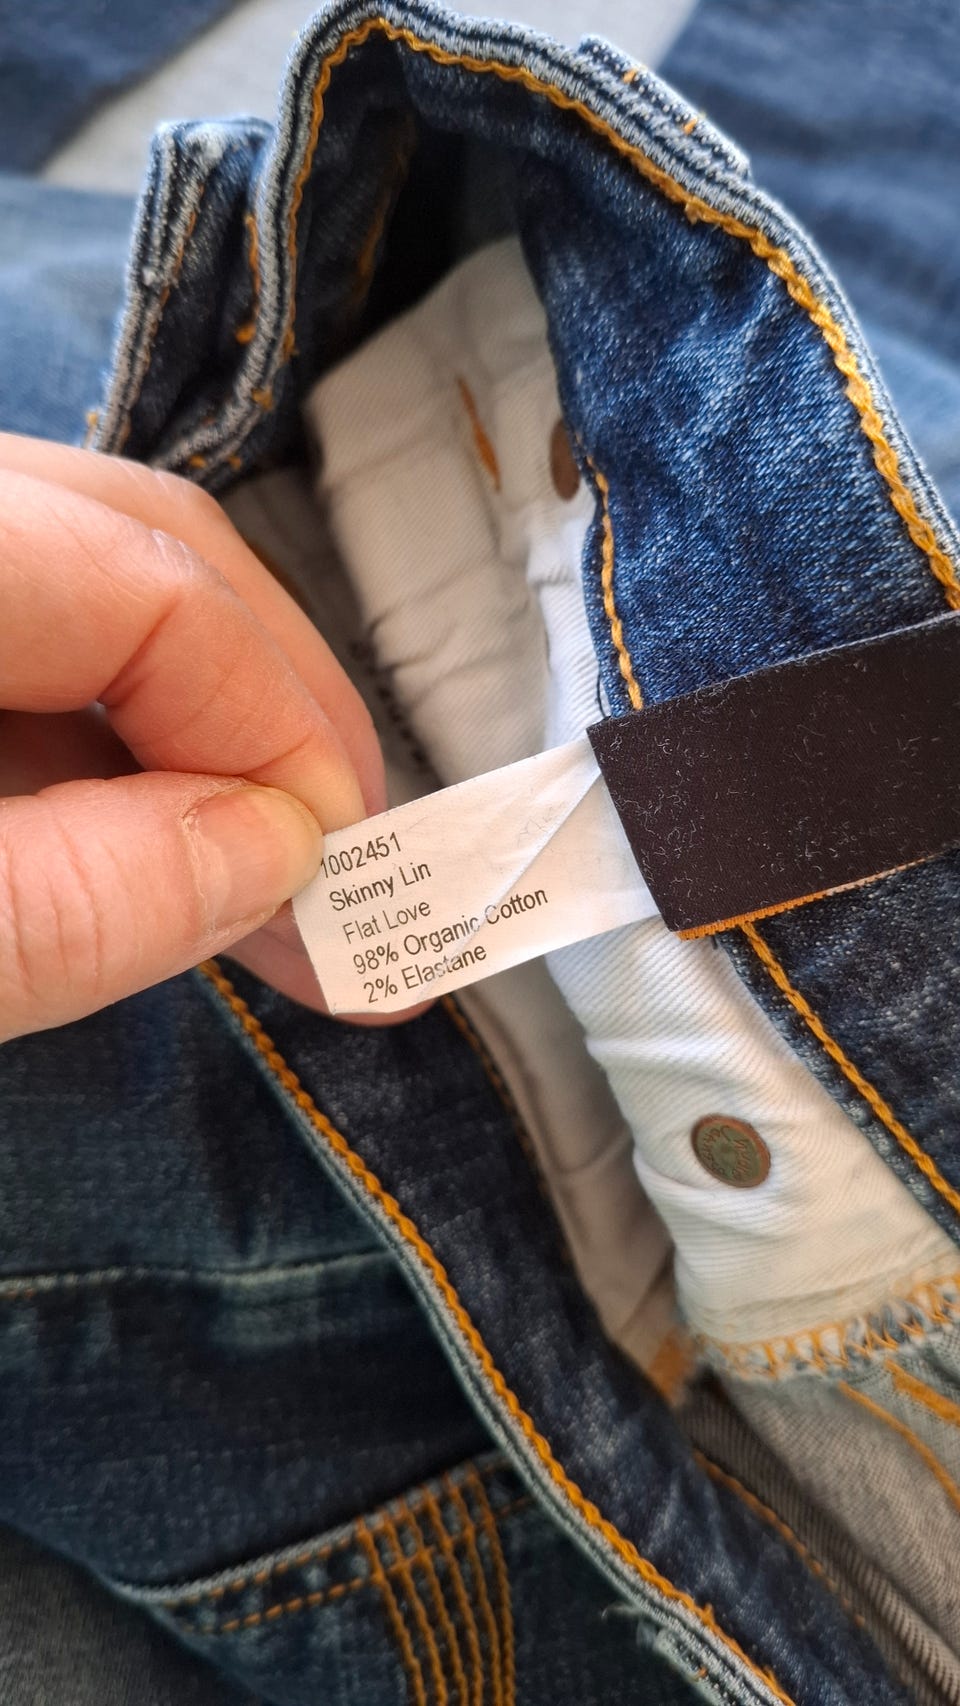 1002451
Skinny Lin
Flat Love
98% Organic Cotton
2% Elastane